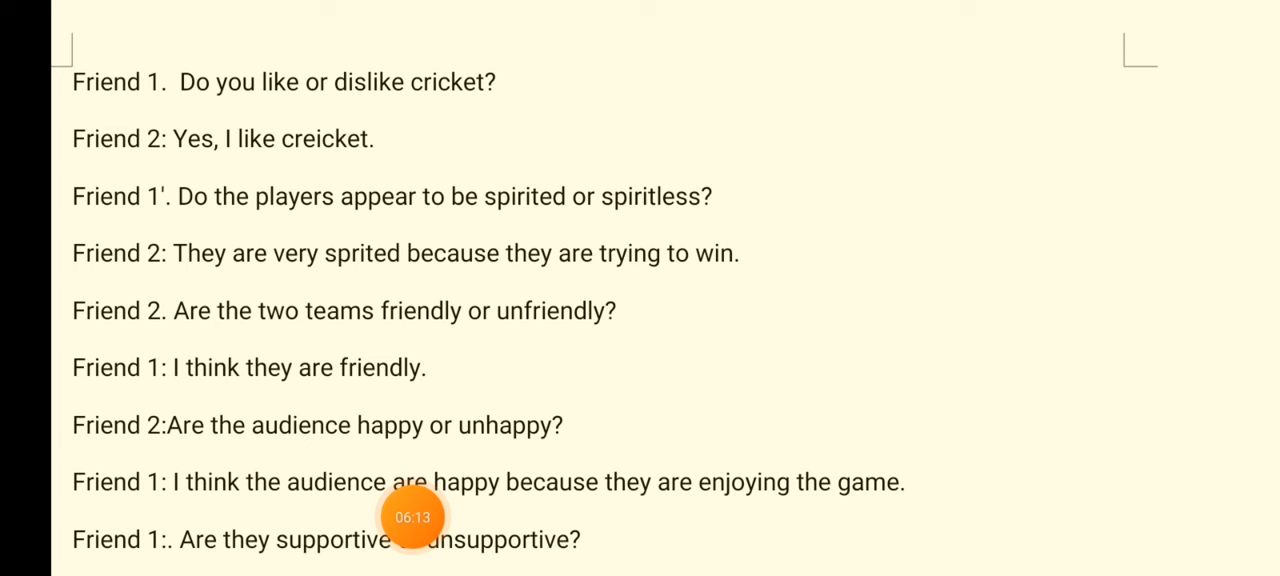 Friend 1.  Do you like or dislike cricket?
Friend 2: Yes, I like creicket.
Friend 1'. Do the players appear to be spirited or spiritless?
Friend 2: They are very sprited because they are trying to win.
Friend 2. Are the two teams friendly or unfriendly?
Friend 1: I think they are friendly.
Friend 2:Are the audience happy or unhappy?
Friend 1: I think the audience are happy because they are enjoying the game.
06:13
Friend 1:. Are they supportive unsupportive?